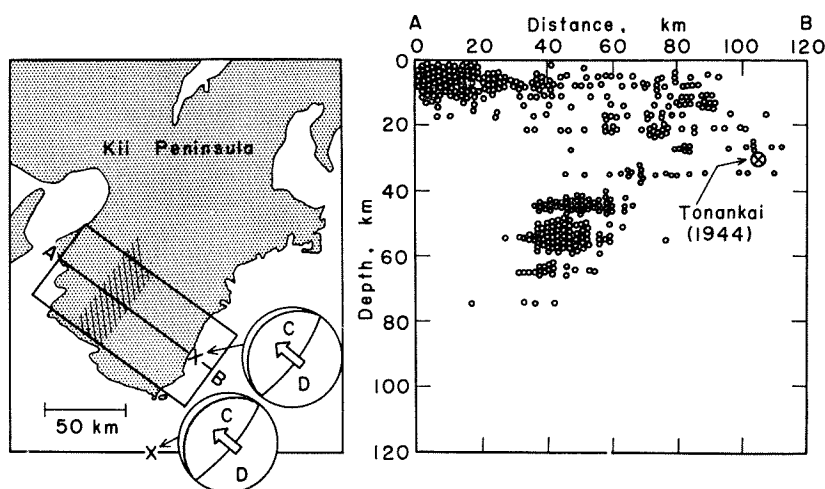 Kii Peninsula
A
B
C
D
C
D
50 km
A Distance, km B
0 20 40 60 80 100 120
0
20
40
60
80
100
120
Depth, km
Tonankai
(1944)